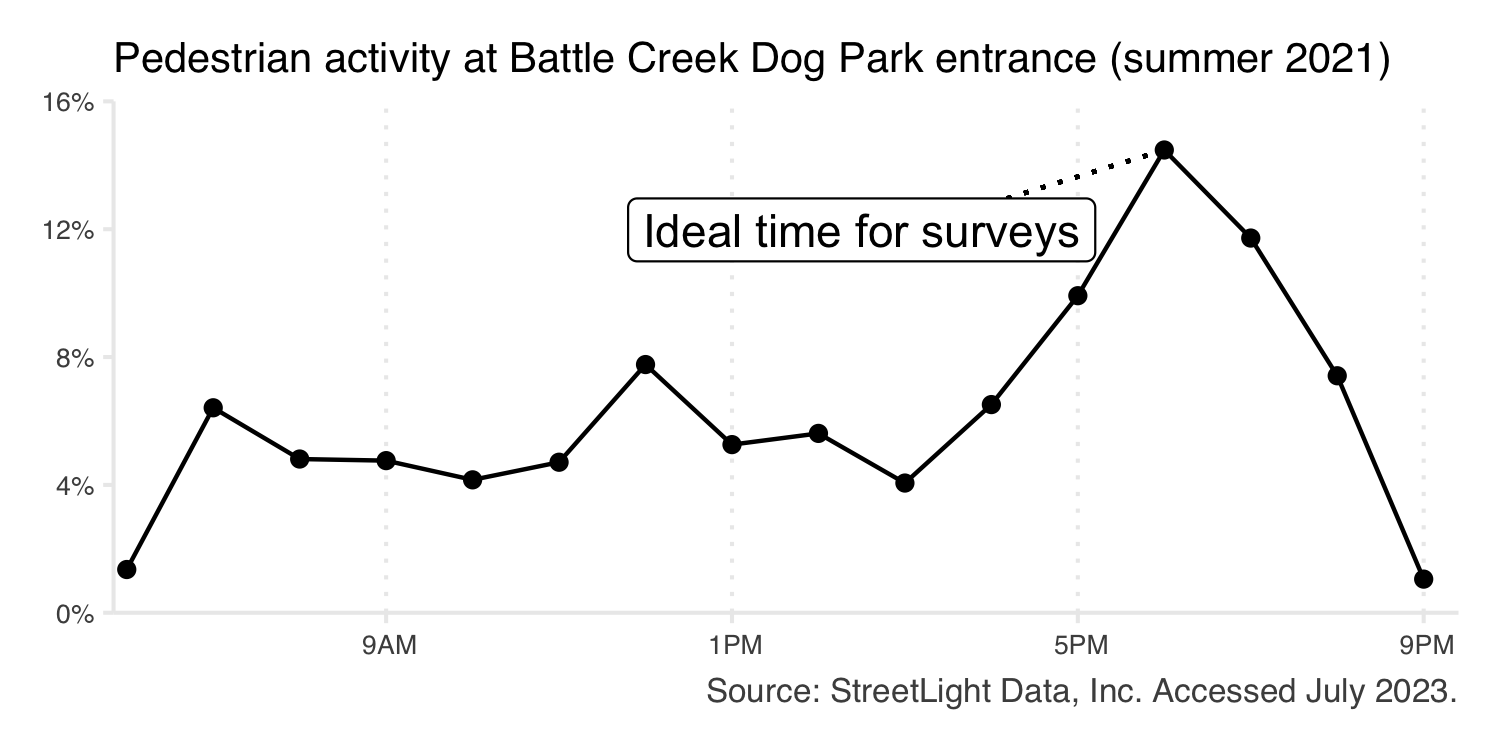 Pedestrian activity at Battle Creek Dog Park entrance (summer 2021)
16%
12%
8%
4%
0%
Ideal time for surveys
9AM 1PM 5PM 9PM
Source: StreetLight Data, Inc. Accessed July 2023.